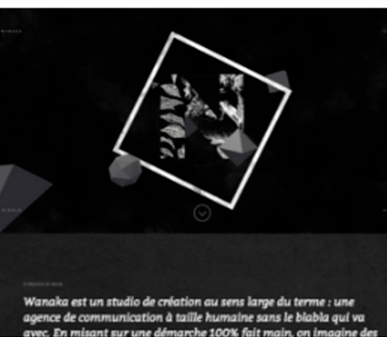 Wanaka est un studio de création au sens large du terme : une
agence de communication à taille humaine sans le blabla qui va
avec. En misant sur une démarche 100% fait main, on imagine des